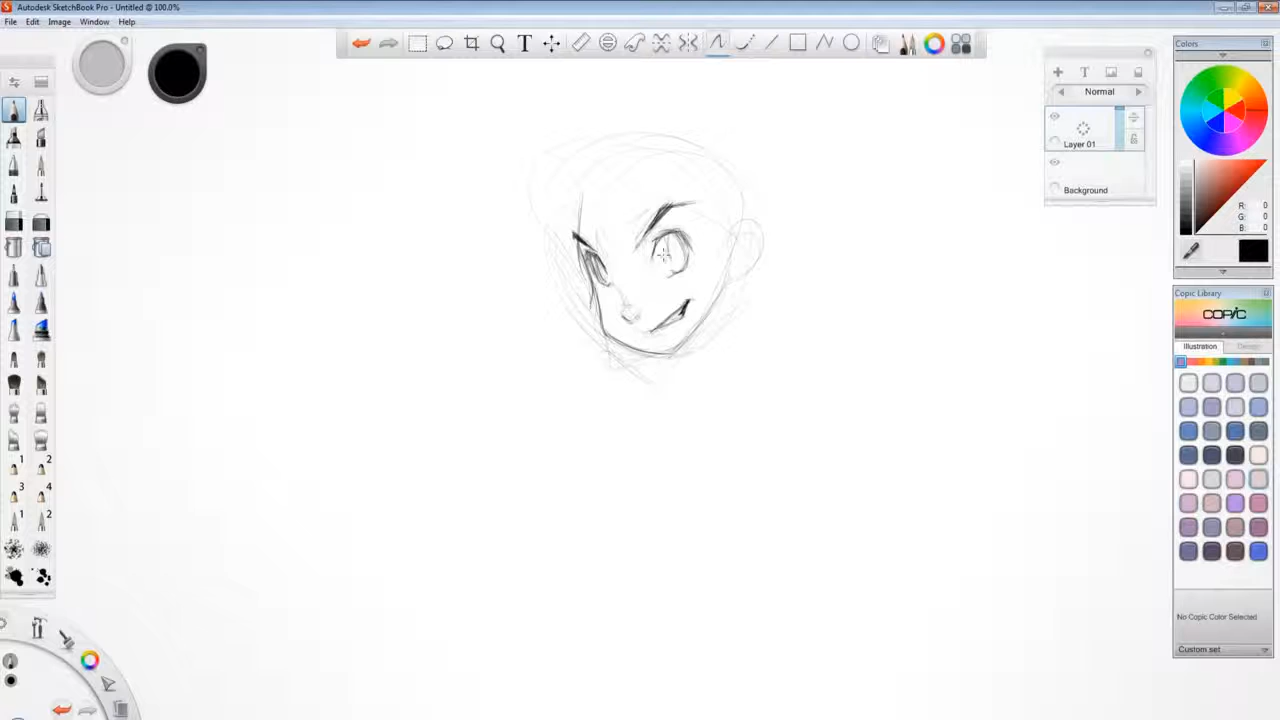 Autodesk SketchBook Pro - Untitled @ 100.0%
File Edit Image Window Help
T
T
Normal
Layer 01
Background
Colors
R: 0
G: 0
B: 0
Copic Library
COPIC
Illustration
No Copic Color Selected
Custom set
1 2
3 4
1 2